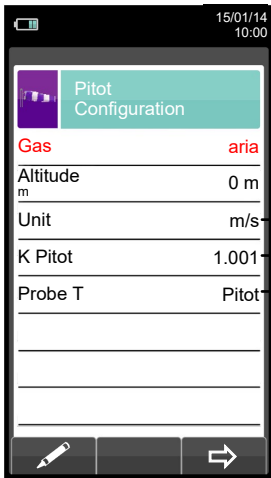 15/01/14
10:00
Pitot
Configuration
Gas aria
Altitude
m 0 m
Unit m/s
K Pitot 1.001
Probe T Pitot